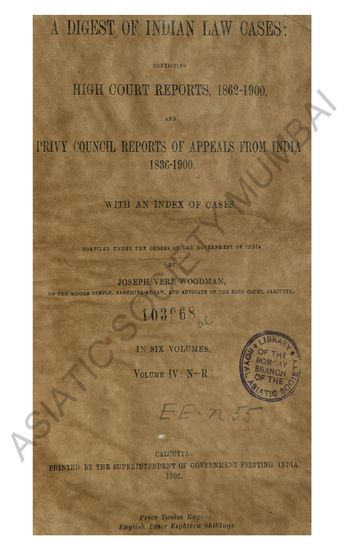 A DIGEST OF INDIAN LAW CASES;
CONTAINING
HIGH COURT REPORTS, 1862-1900,
AND
PRIVY COUNCIL REPORTS OF APPEALS FROM INDIA
1836-1900.
WITH AN INDEX OF CASES.
COMPILED UNDER THE ORDERS OF THE GOVERNMENT OF INDIA
BY
JOSEPH VERE WOODMAN,
OF THE MIDDLE TEMPLE, BARRISTER-AT-LAW, AND ADVOCATE OF THE HIGH COURT, CALCUTTA.
103968
IN SIX VOLUMES.
VOLUME IV: N–R
LIBRARY
OF THE
BOMBAY
BRANCH
OF THE
ROYAL ASIATIC SOCIETY
E.E-n 55
CALCUTTA:
PRINTED BY THE SUPERINTENDENT OF GOVERNMENT PRINTING INDIA.
1902.
Price Twelve Rupees.
English Price Eighteen Shillings.
ASIATIC SOCIETY MUMBAI